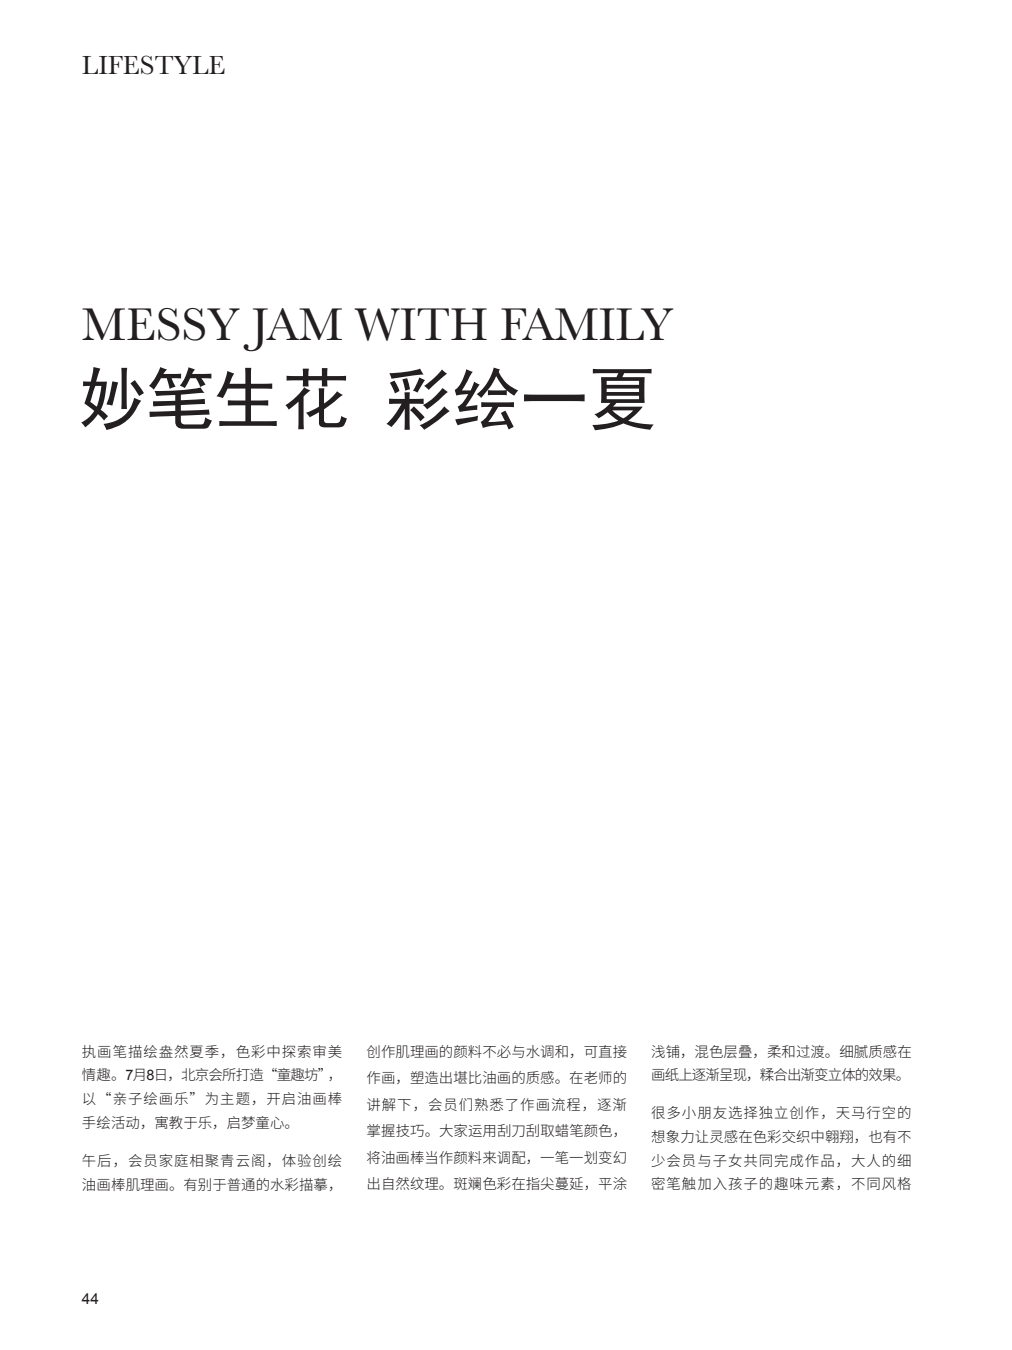 LIFESTYLE
MESSY JAM WITH FAMILY
妙笔生花 彩绘一夏
执画笔描绘盎然夏季，色彩中探索审美
情趣。7月8日，北京会所打造“童趣坊”，
以“亲子绘画乐”为主题，开启油画棒
手绘活动，寓教于乐，启梦童心。
午后，会员家庭相聚青云阁，体验创绘
油画棒肌理画。有别于普通的水彩描摹，
创作肌理画的颜料不必与水调和，可直接
作画，塑造出堪比油画的质感。在老师的
讲解下，会员们熟悉了作画流程，逐渐
掌握技巧。大家运用刮刀刮取蜡笔颜色，
将油画棒当作颜料来调配，一笔一划变幻
出自然纹理。斑斓色彩在指尖蔓延，平涂
浅铺，混色层叠，柔和过渡。细腻质感在
画纸上逐渐呈现，糅合出渐变立体的效果。
很多小朋友选择独立创作，天马行空的
想象力让灵感在色彩交织中翱翔，也有不
少会员与子女共同完成作品，大人的细
密笔触加入孩子的趣味元素，不同风格
44